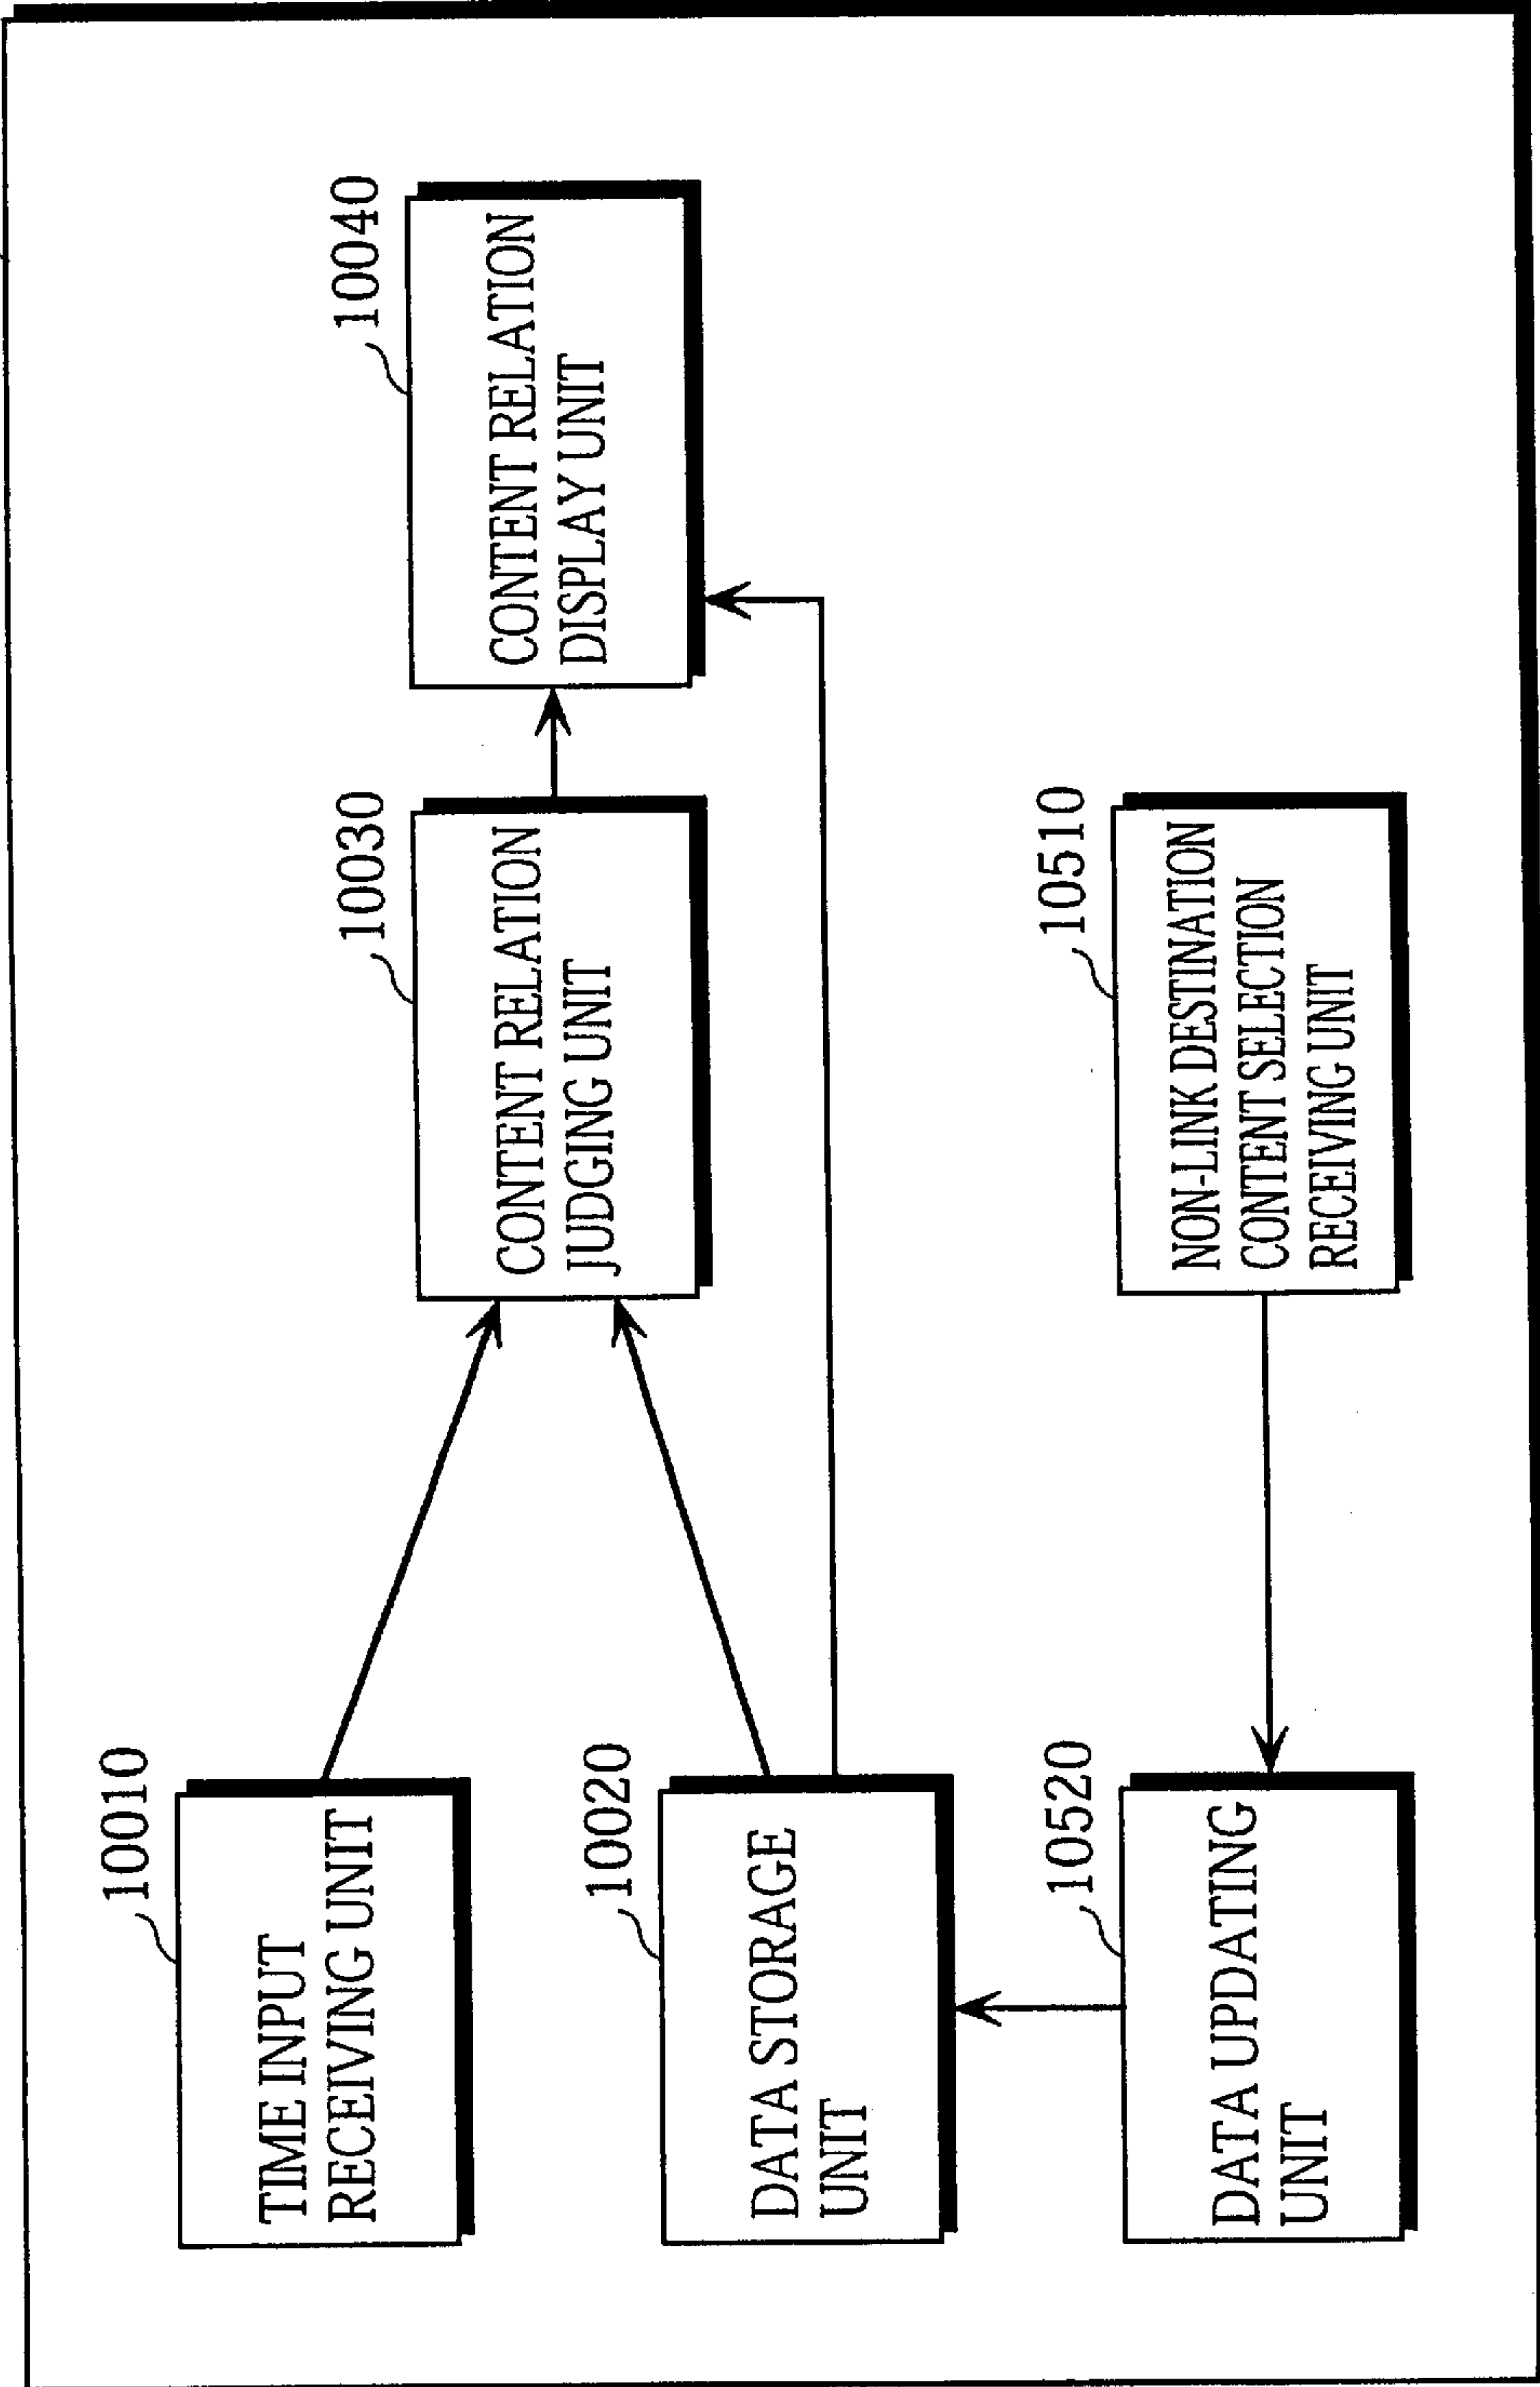 10010
TIME INPUT
RECEIVING UNIT
10030
CONTENT RELATION
JUDGING UNIT
10040
CONTENT RELATION
DISPLAY UNIT
10020
DATA STORAGE
UNIT
10520
DATA UPDATING
UNIT
10510
NON-LINK DESTINATION
CONTENT SELECTION
RECEIVING UNIT